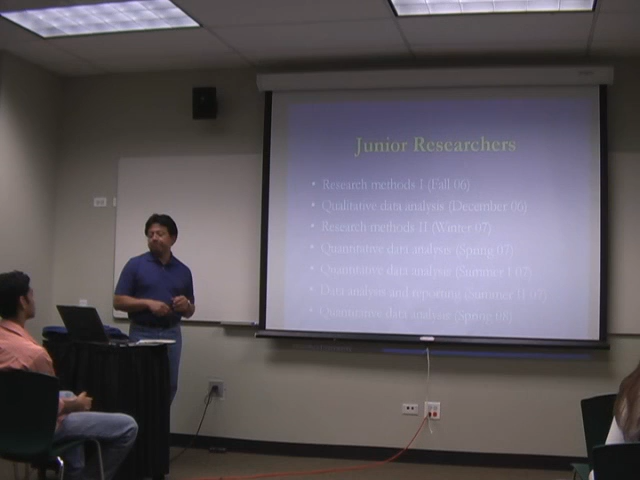 Junior Researchers
• Research methods I (Fall 06)
• Qualitative data analysis (December 06)
• Research methods II (Winter 07)
• Quantitative data analysis (Spring 07)
• Quantitative data analysis (Summer I 07)
• Data analysis and reporting (Summer II 07)
• Quantitative data analysis (Spring 08)